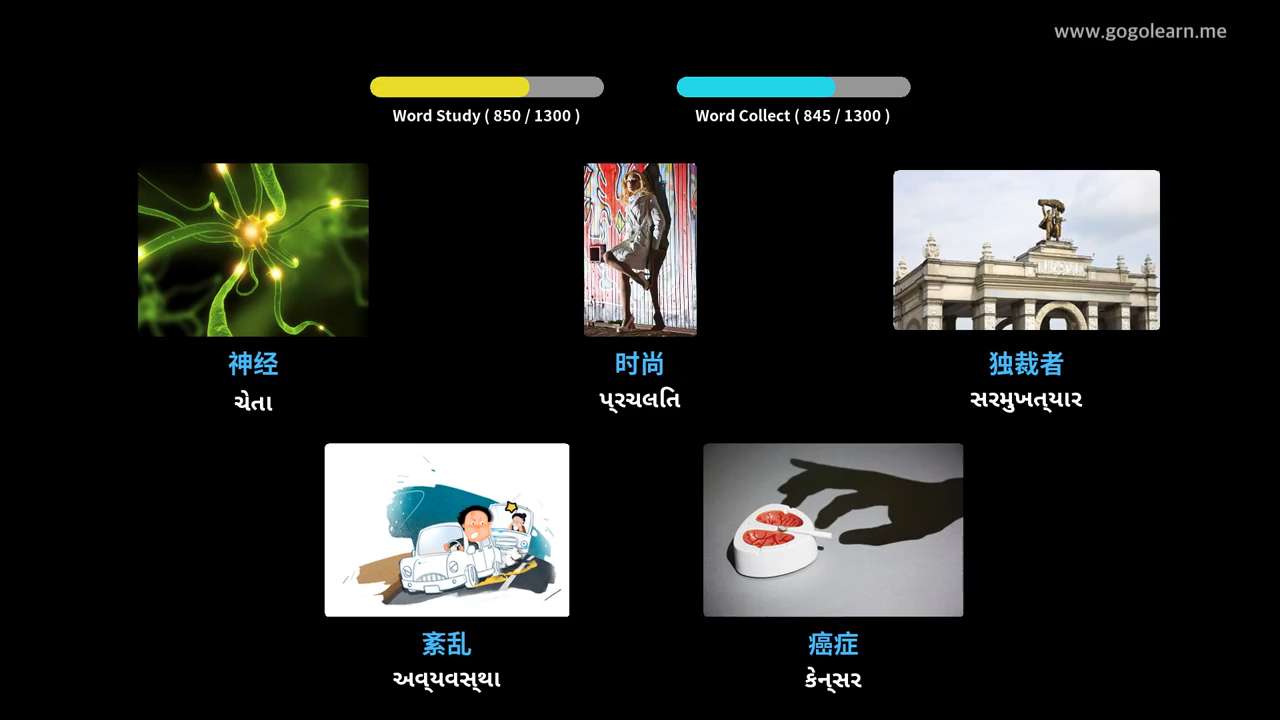 www.gogolearn.me
Word Study ( 850 / 1300 )
Word Collect ( 845 / 1300 )
神经
时尚
独裁者
ચેતા
પ્રચલતિ
સરમુખત્યાર
紊乱
癌症
અવ્યવસ્થા
કેન્સર